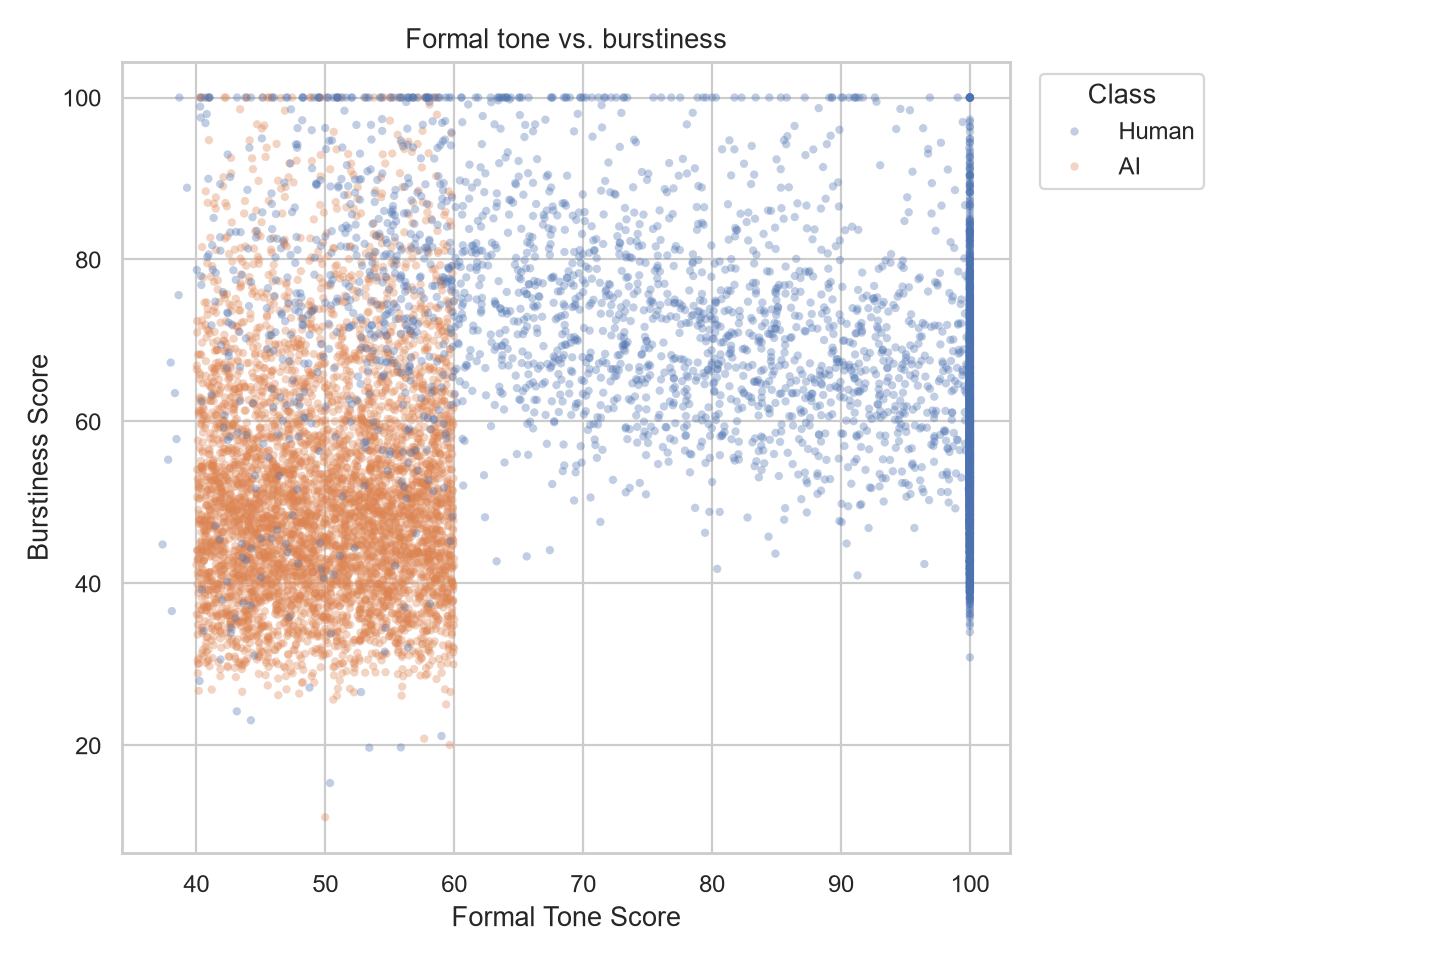 Formal tone vs. burstiness
Class
Human
AI
Burstiness Score
100
80
60
40
20
40 50 60 70 80 90 100
Formal Tone Score